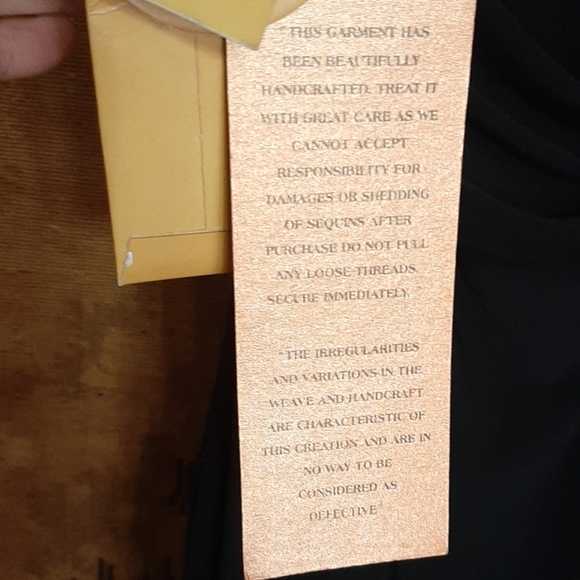 "THIS GARMENT HAS
BEEN BEAUTIFULLY
HANDCRAFTED. TREAT IT
WITH GREAT CARE AS WE
CANNOT ACCEPT
RESPONSIBILITY FOR
DAMAGES OR SHEDDING
OF SEQUINS AFTER
PURCHASE DO NOT PULL
ANY LOOSE THREADS.
SECURE IMMEDIATELY."
"THE IRREGULARITIES
AND VARIATIONS IN THE
WEAVE AND HANDCRAFT
ARE CHARACTERISTIC OF
THIS CREATION AND ARE IN
NO WAY TO BE
CONSIDERED AS
DEFECTIVE"